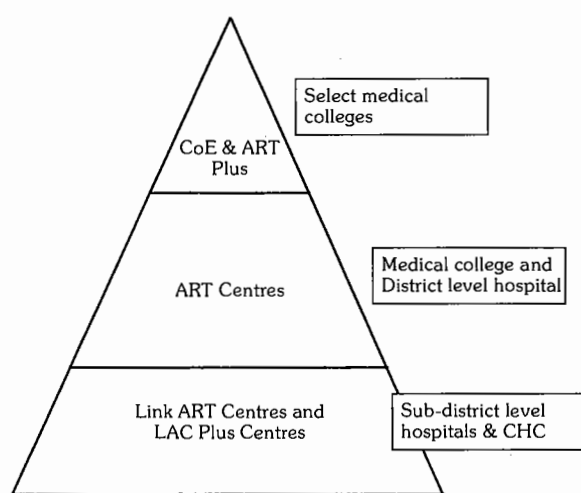 Select medical
colleges
CoE & ART
Plus
Medical college and
District level hospital
ART Centres
Link ART Centres and
LAC Plus Centres
Sub-district level
hospitals & CHC